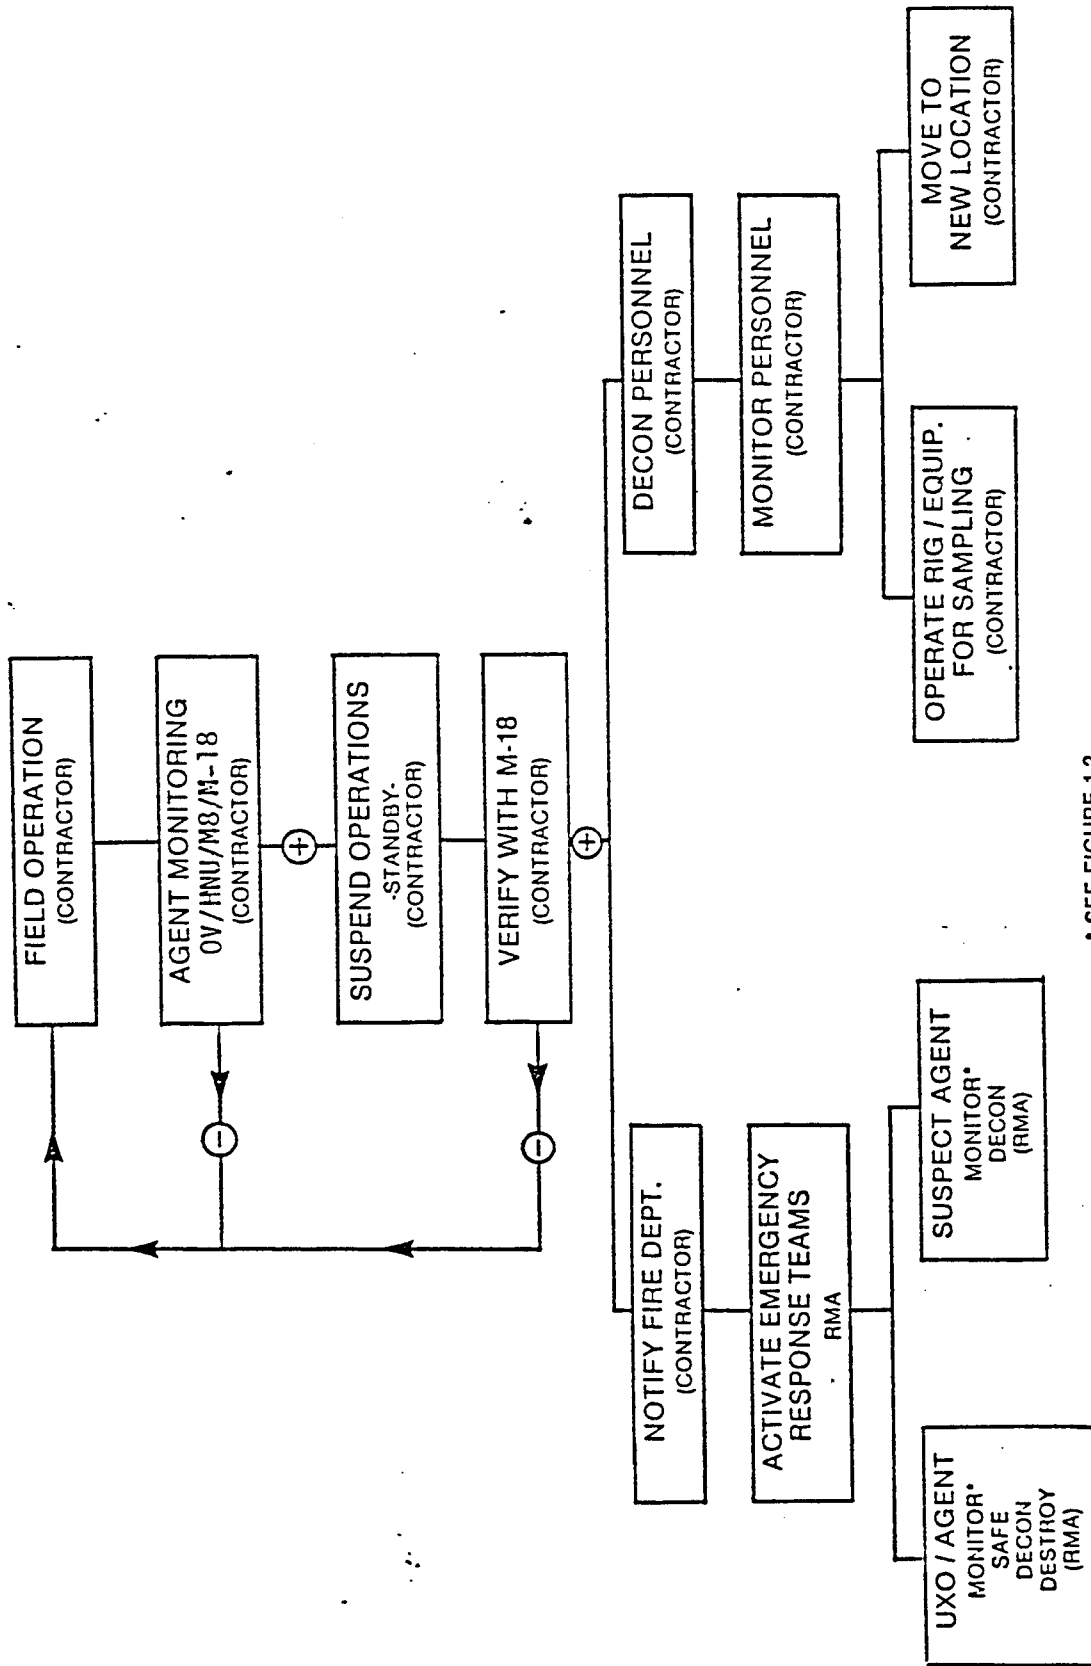 FIELD OPERATION
(CONTRACTOR)
AGENT MONITORING
OV/HNU/M8/M-18
(CONTRACTOR)
+
-
SUSPEND OPERATIONS
-STANDBY-
(CONTRACTOR)
VERIFY WITH M-18
(CONTRACTOR)
-
+
NOTIFY FIRE DEPT.
(CONTRACTOR)
ACTIVATE EMERGENCY
RESPONSE TEAMS
RMA
UXO / AGENT
MONITOR*
SAFE
DECON
DESTROY
(RMA)
SUSPECT AGENT
MONITOR*
DECON
(RMA)
DECON PERSONNEL
(CONTRACTOR)
MONITOR PERSONNEL
(CONTRACTOR)
OPERATE RIG / EQUIP.
FOR SAMPLING
(CONTRACTOR)
MOVE TO
NEW LOCATION
(CONTRACTOR)
SEE FIGURE